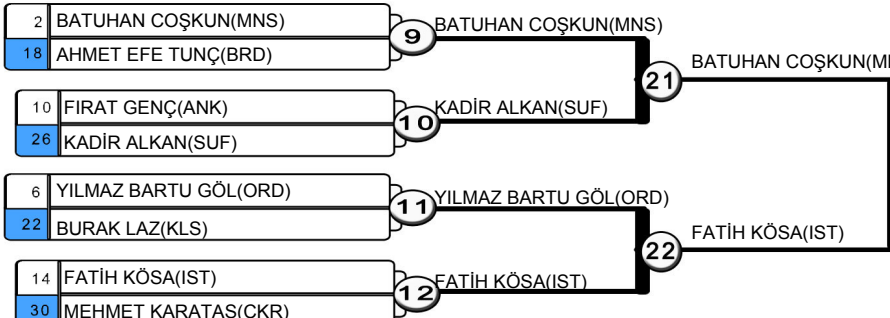 2 BATUHAN COŞKUN(MNS)
18 AHMET EFE TUNÇ(BRD)
9 BATUHAN COŞKUN(MNS)
10 FIRAT GENÇ(ANK)
26 KADİR ALKAN(SUF)
10 KADİR ALKAN(SUF)
21 BATUHAN COŞKUN(M
6 YILMAZ BARTU GÖL(ORD)
22 BURAK LAZ(KLS)
11 YILMAZ BARTU GÖL(ORD)
14 FATİH KÖSA(IST)
30 MEHMET KARATAS(CKR)
12 FATİH KÖSA(IST)
22 FATİH KÖSA(IST)